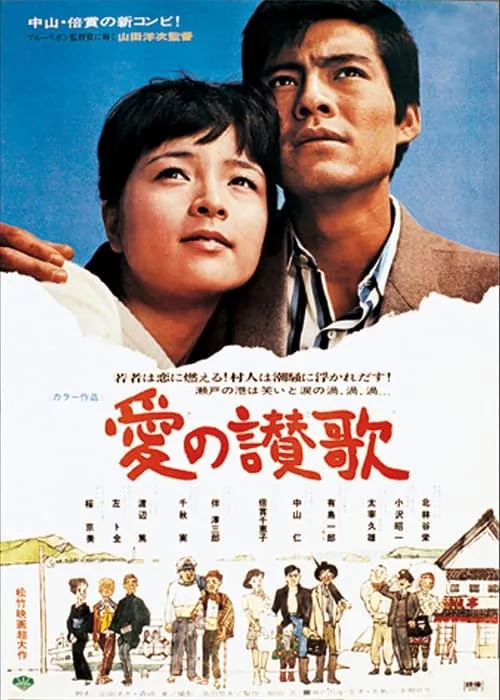 中山・倍賞の新コンビ!
ブルーリボン監督賞に輝く山田洋次監督
若者は恋に燃える!村人は潮騒に浮かれだす!
瀬戸の港は笑いと涙の渦、渦、渦…
カラー作品
愛の讃歌
北林谷栄
小沢昭一
太宰久雄
有島一郎
中山仁
倍賞千恵子
伴淳三郎
千秋実
渡辺篤
左卜全
桜京美
松竹映画超大作